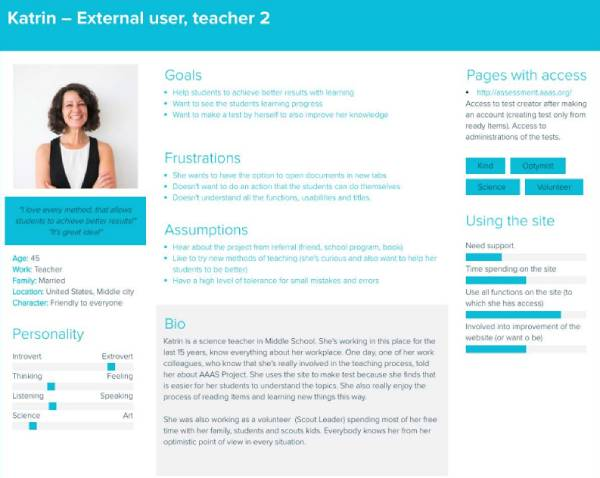 Katrin – External user, teacher 2
"I love every method, that allows
students to achieve better results!"
"It's great idea!"
Age: 45
Work: Teacher
Family: Married
Location: United States, Middle city
Character: Friendly to everyone
Personality
Introvert Extrovert
Thinking Feeling
Listening Speaking
Science Art
Goals
• Help students to achieve better results with learning
• Want to see the students learning progress
• Want to make a test by herself to also improve her knowledge
Frustrations
• She wants to have the option to open documents in new tabs
• Doesn't want to do an action that the students can do themselves
• Doesn't understand all the functions, usabilities and titles.
Assumptions
• Hear about the project from referral (friend, school program, book)
• Like to try new methods of teaching (she's curious and also want to help her
students to be better)
• Have a high level of tolerance for small mistakes and errors
Bio
Katrin is a science teacher in Middle School. She's working in this place for the
last 15 years, know everything about her workplace. One day, one of her work
colleagues, who know that she's really involved in the teaching process, told
her about AAAS Project. She uses the site to make test because she finds that
is easier for her students to understand the topics. She also really enjoy the
process of reading items and learning new things this way.
She was also working as a volunteer (Scout Leader) spending most of her free
time with her family, students and scouts kids. Everybody knows her from her
optimistic point of view in every situation.
Pages with access
• http://assessment.aaas.org/
Access to test creator after making
an account (creating test only from
ready items). Access to
administrations of the tests.
Kind Optymist
Science Volunteer
Using the site
Need support
Time spending on the site
Use all functions on the site (to
which she has access)
Involved into improvement of the
website (or want o be)